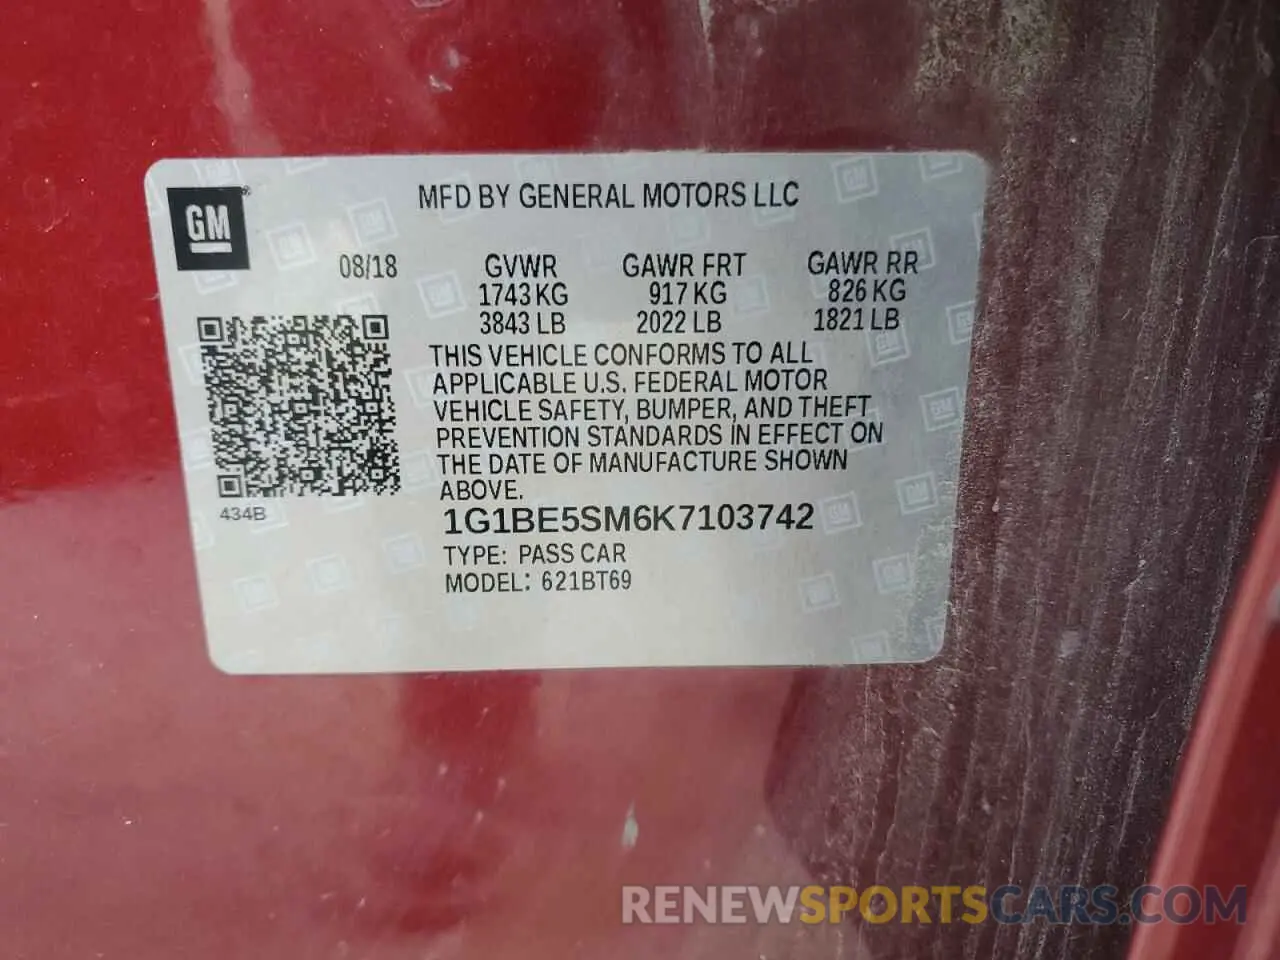 GM
MFD BY GENERAL MOTORS LLC
08/18
GVWR GAWR FRT GAWR RR
1743 KG 917 KG 826 KG
3843 LB 2022 LB 1821 LB
THIS VEHICLE CONFORMS TO ALL
APPLICABLE U.S. FEDERAL MOTOR
VEHICLE SAFETY, BUMPER, AND THEFT
PREVENTION STANDARDS IN EFFECT ON
THE DATE OF MANUFACTURE SHOWN
ABOVE.
434B
1G1BE5SM6K7103742
TYPE: PASS CAR
MODEL: 621BT69
RENEWSPORTSCARS.COM